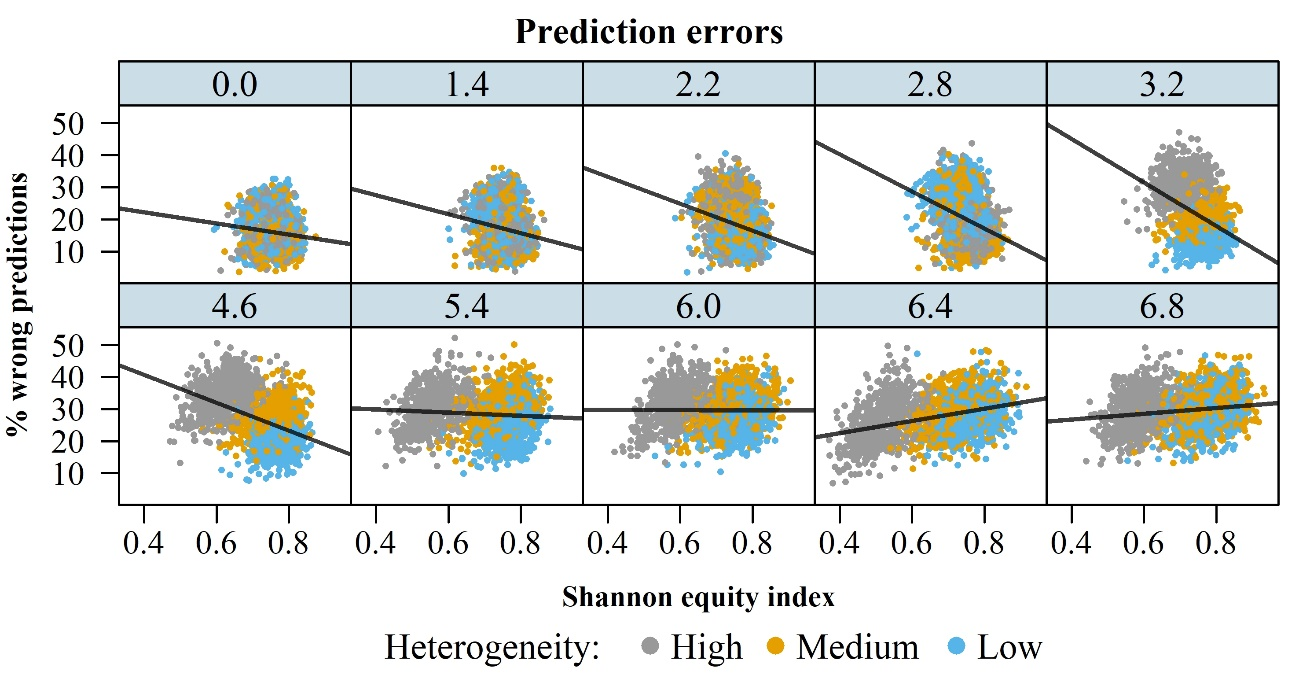 Prediction errors
0.0 1.4 2.2 2.8 3.2
50
40
30
20
10
4.6 5.4 6.0 6.4 6.8
50
40
30
20
10
% wrong predictions
0.4 0.6 0.8 0.4 0.6 0.8 0.4 0.6 0.8 0.4 0.6 0.8 0.4 0.6 0.8
Shannon equity index
Heterogeneity: High Medium Low